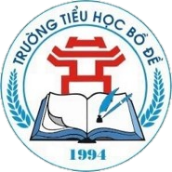 TRƯỜNG TIỂU HỌC BỒ ĐỀ
1994